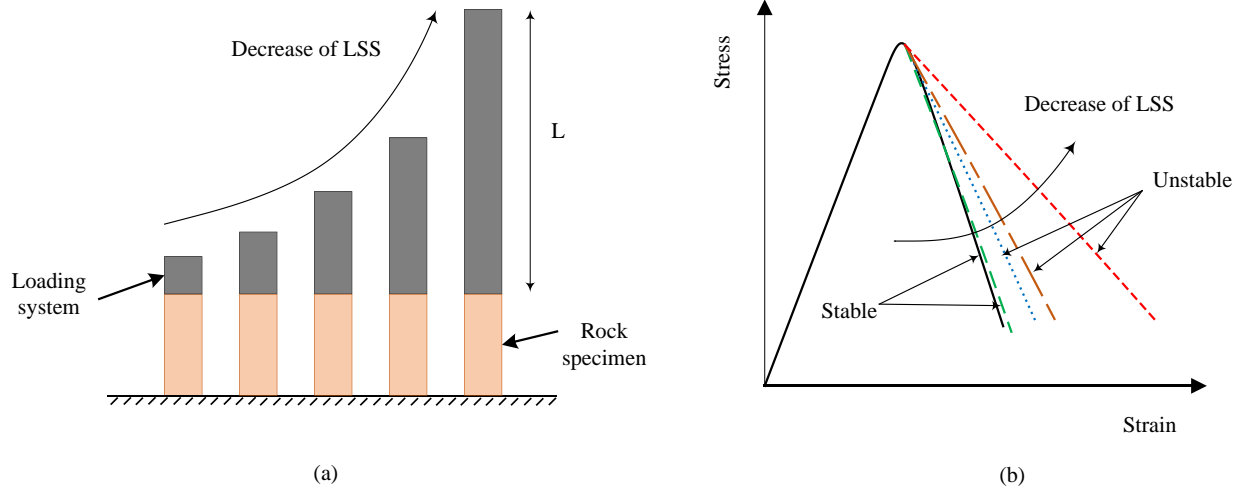 Decrease of LSS
L
Loading
system
Rock
specimen
(a)
Stress
Decrease of LSS
Unstable
Stable
Strain
(b)